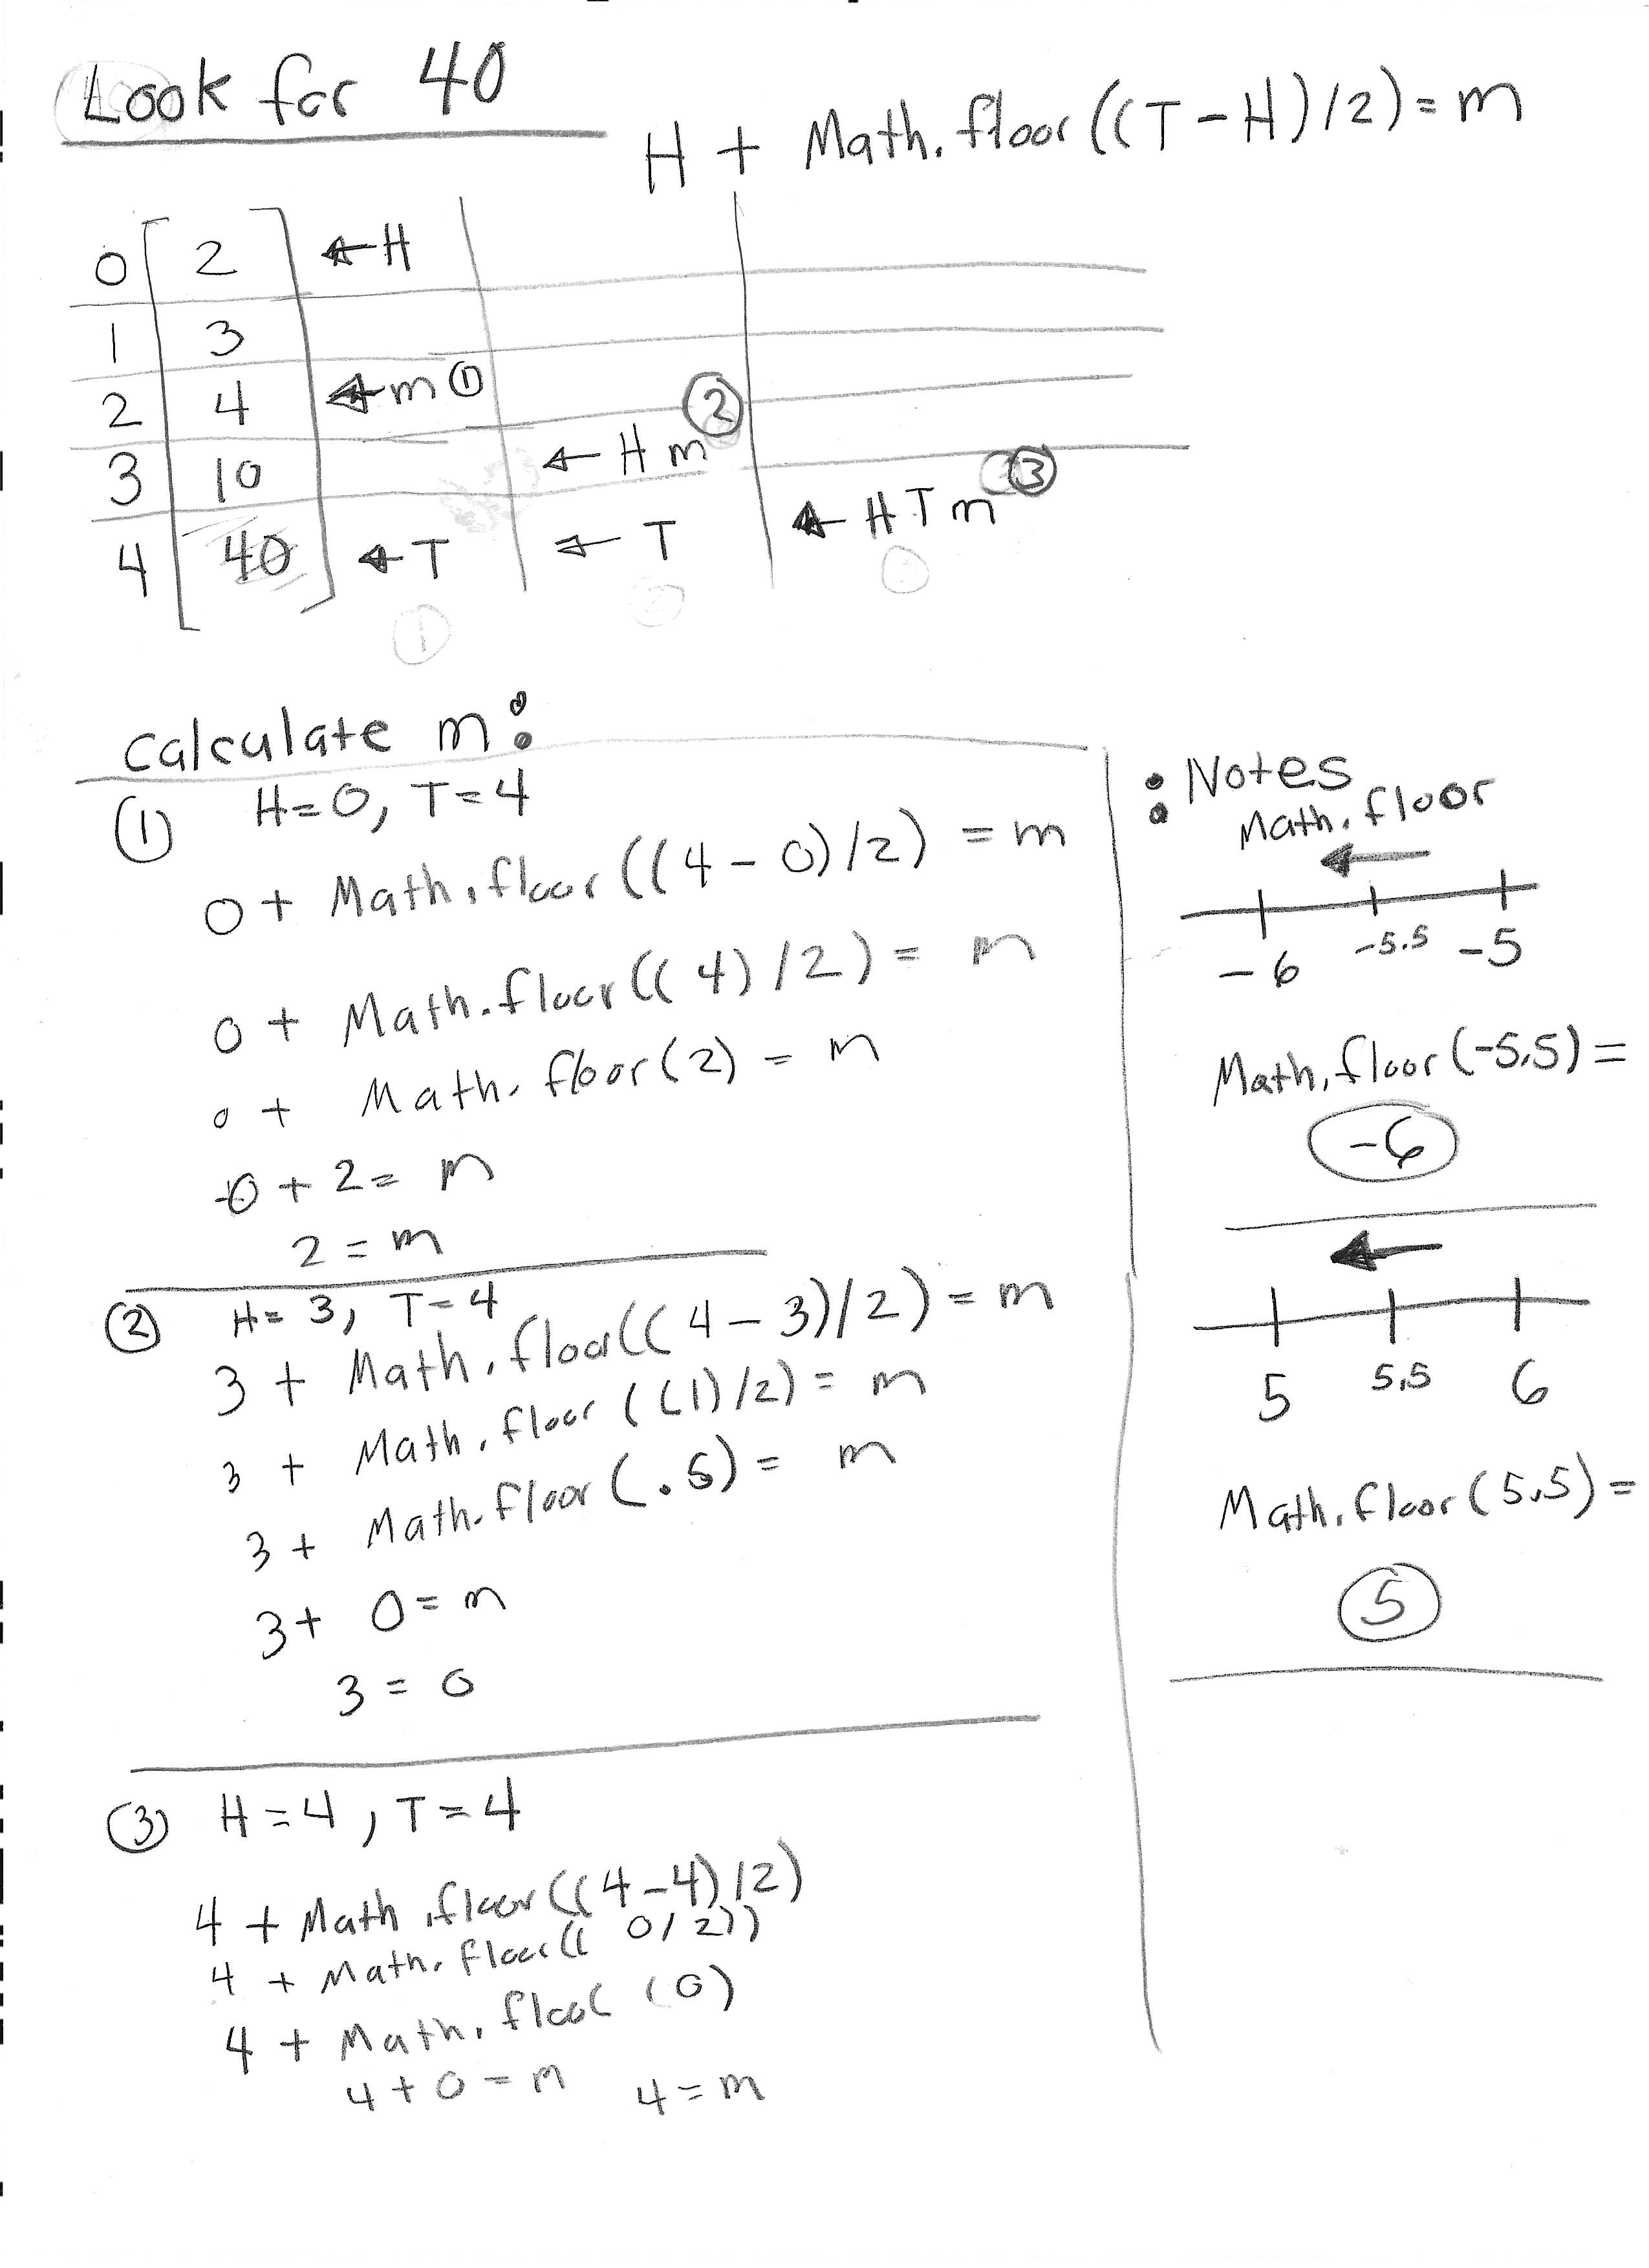 Look for 40
H + Math.floor((T-H)/2)=m
0 2 ←H
1 3
2 4 ←m ①
3 10 ←H m ②
4 40 ←T ←T ←HTm ③
① ②
calculate m:
① H=0, T=4
0+ Math.floor((4-0)/2) = m
0+ Math.floor((4)/2) = m
0+ Math.floor(2) = m
0+2= m
2=m
② H=3, T=4
3 + Math.floor((4-3)/2) = m
3 + Math.floor((1)/2) = m
3 + Math.floor(.5) = m
3+ 0=m
3=0
③ H=4, T=4
4 + Math.floor((4-4)/2)
4 + Math.floor((0/2))
4 + Math.floor(0)
4+0=m 4=m
: Notes
Math.floor
-6 -5.5 -5
Math.floor(-5.5)=
-6
5 5.5 6
Math.floor(5.5)=
5